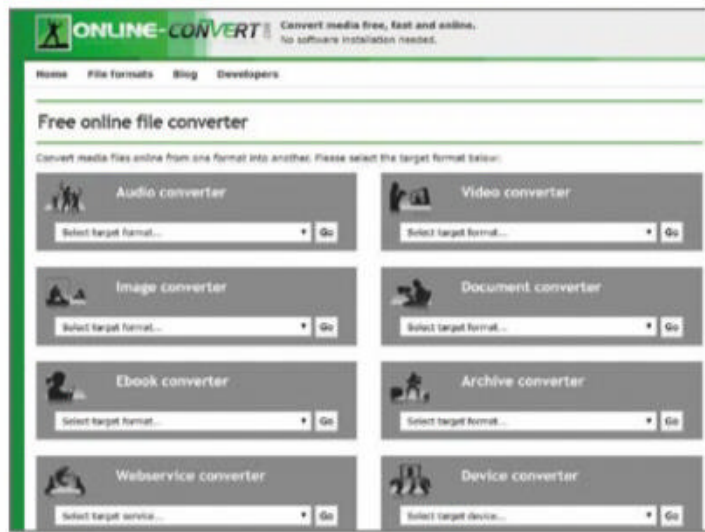 ONLINE-CONVERT
Convert media free, fast and online.
No software installation needed.
Home File formats Blog Developers
Free online file converter
Convert media files online from one format into another. Please select the target format below:
Audio converter
Select target format... Go
Video converter
Select target format... Go
Image converter
Select target format... Go
Document converter
Select target format... Go
Ebook converter
Select target format... Go
Archive converter
Select target format... Go
Webservice converter
Select target service... Go
Device converter
Select target device... Go